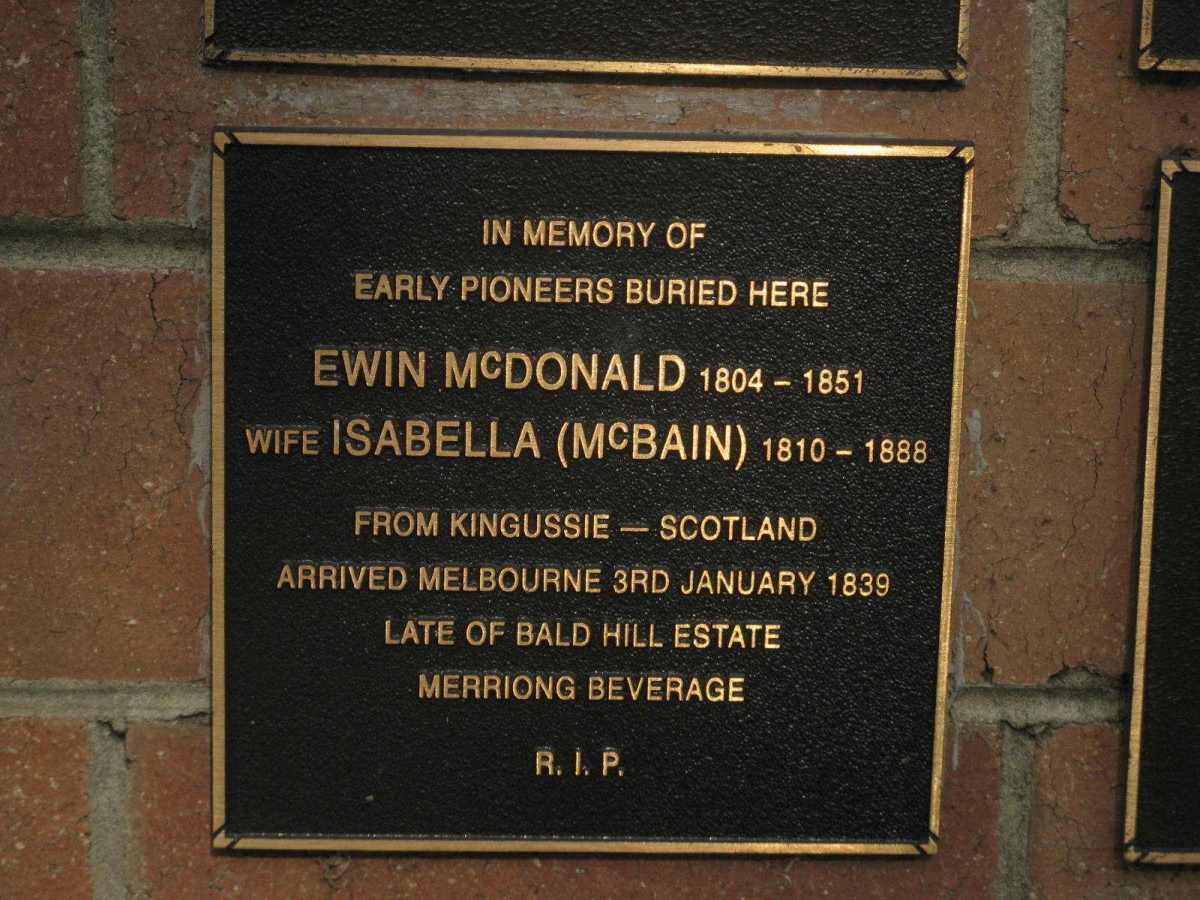 IN MEMORY OF
EARLY PIONEERS BURIED HERE
EWIN McDONALD 1804 – 1851
WIFE ISABELLA (McBAIN) 1810 – 1888
FROM KINGUSSIE — SCOTLAND
ARRIVED MELBOURNE 3RD JANUARY 1839
LATE OF BALD HILL ESTATE
MERRIONG BEVERAGE
R. I. P.